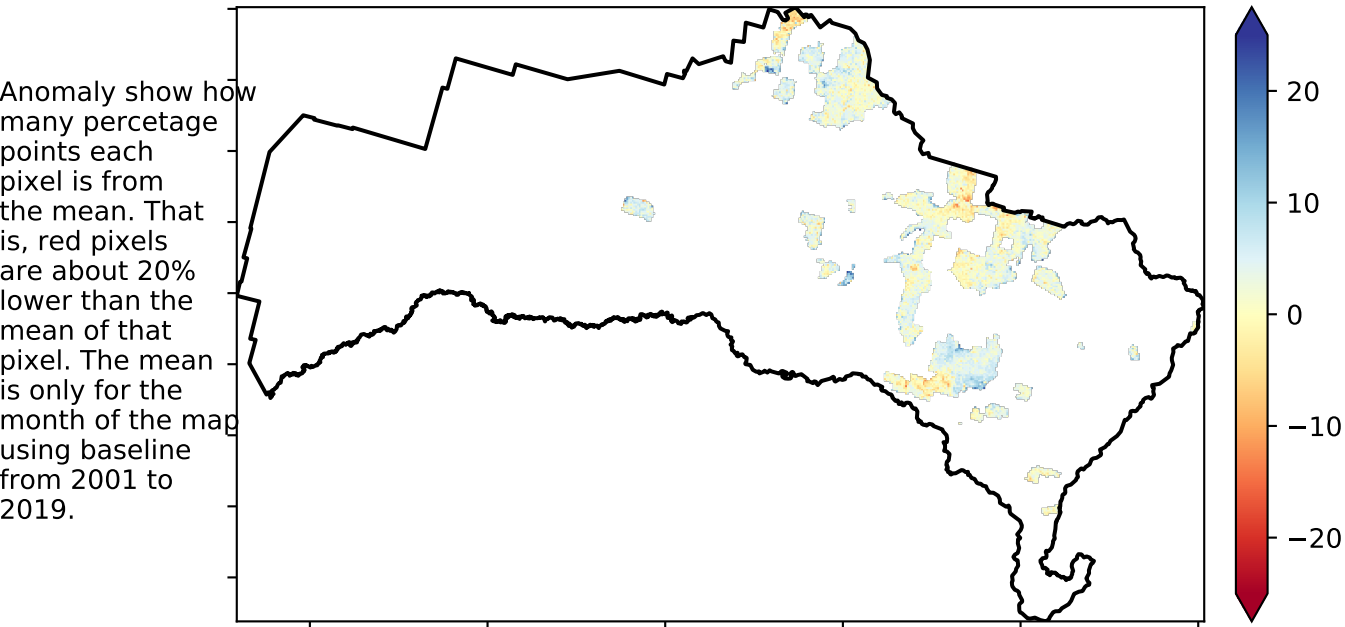 Anomaly show how
many percetage
points each
pixel is from
the mean. That
is, red pixels
are about 20%
lower than the
mean of that
pixel. The mean
is only for the
month of the map
using baseline
from 2001 to
2019.
20
10
0
−10
−20